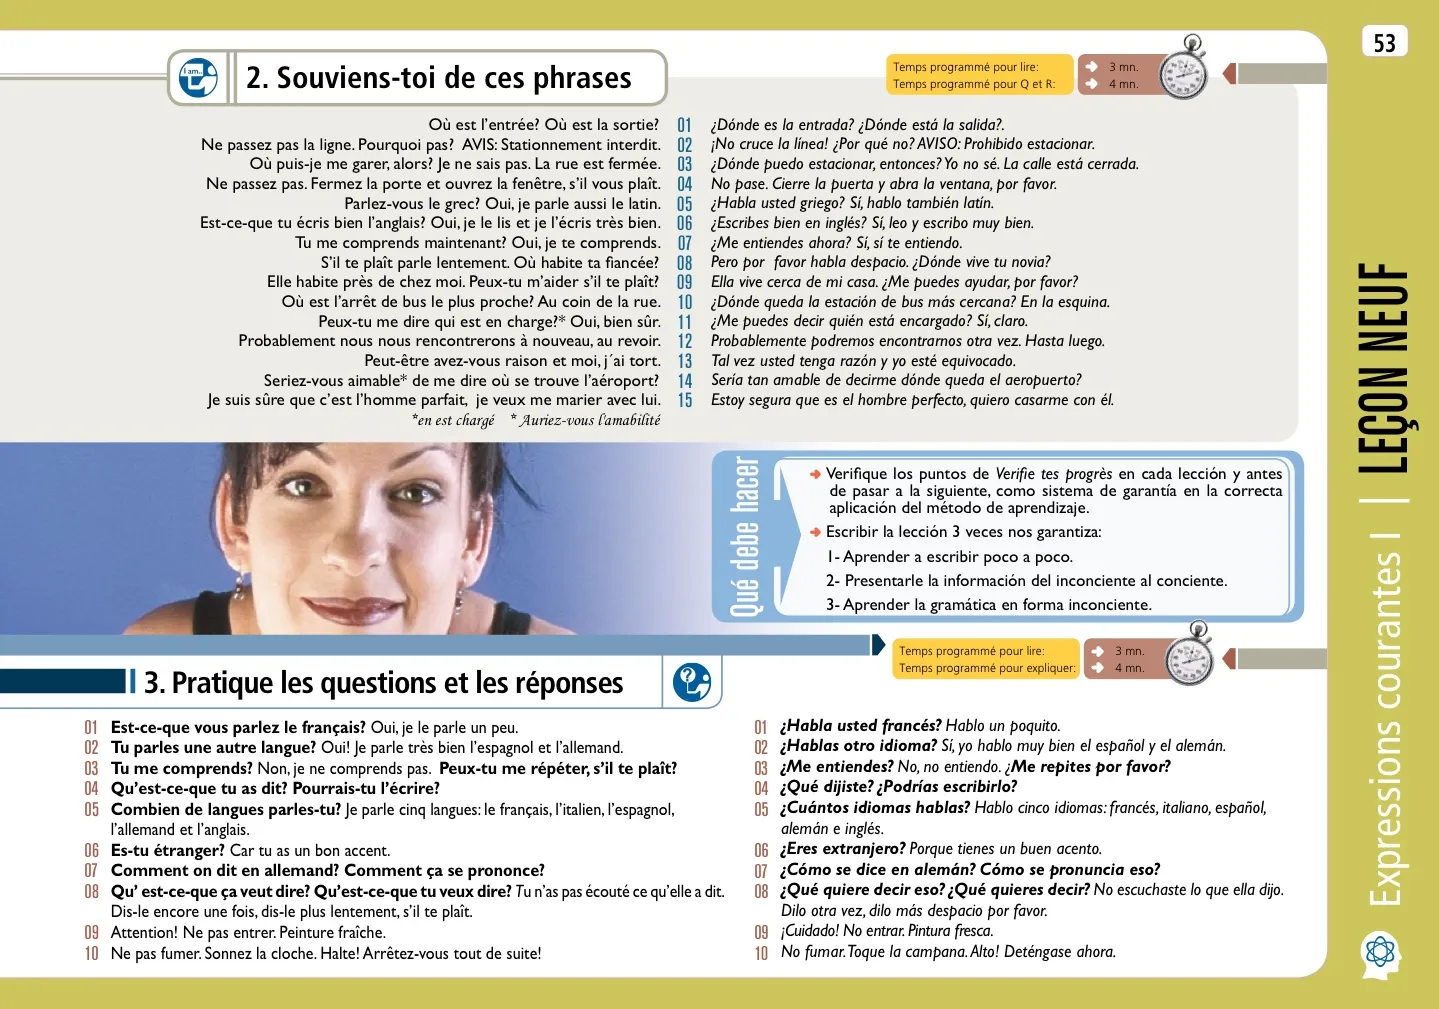 53
I am...
2. Souviens-toi de ces phrases
Temps programmé pour lire: 3 mn.
Temps programmé pour Q et R: 4 mn.
Où est l'entrée? Où est la sortie? 01 ¿Dónde es la entrada? ¿Dónde está la salida?.
Ne passez pas la ligne. Pourquoi pas? AVIS: Stationnement interdit. 02 ¡No cruce la línea! ¿Por qué no? AVISO: Prohibido estacionar.
Où puis-je me garer, alors? Je ne sais pas. La rue est fermée. 03 ¿Dónde puedo estacionar, entonces? Yo no sé. La calle está cerrada.
Ne passez pas. Fermez la porte et ouvrez la fenêtre, s'il vous plaît. 04 No pase. Cierre la puerta y abra la ventana, por favor.
Parlez-vous le grec? Oui, je parle aussi le latin. 05 ¿Habla usted griego? Sí, hablo también latín.
Est-ce-que tu écris bien l'anglais? Oui, je le lis et je l'écris très bien. 06 ¿Escribes bien en inglés? Sí, leo y escribo muy bien.
Tu me comprends maintenant? Oui, je te comprends. 07 ¿Me entiendes ahora? Sí, sí te entiendo.
S'il te plaît parle lentement. Où habite ta fiancée? 08 Pero por favor habla despacio. ¿Dónde vive tu novia?
Elle habite près de chez moi. Peux-tu m'aider s'il te plaît? 09 Ella vive cerca de mi casa. ¿Me puedes ayudar, por favor?
Où est l'arrêt de bus le plus proche? Au coin de la rue. 10 ¿Dónde queda la estación de bus más cercana? En la esquina.
Peux-tu me dire qui est en charge?* Oui, bien sûr. 11 ¿Me puedes decir quién está encargado? Sí, claro.
Probablement nous nous rencontrerons à nouveau, au revoir. 12 Probablemente podremos encontrarnos otra vez. Hasta luego.
Peut-être avez-vous raison et moi, j´ai tort. 13 Tal vez usted tenga razón y yo esté equivocado.
Seriez-vous aimable* de me dire où se trouve l'aéroport? 14 Sería tan amable de decirme dónde queda el aeropuerto?
Je suis sûre que c'est l'homme parfait, je veux me marier avec lui. 15 Estoy segura que es el hombre perfecto, quiero casarme con él.
*en est chargé * Auriez-vous l'amabilité
Qué debe hacer
Verifique los puntos de Verifie tes progrès en cada lección y antes
de pasar a la siguiente, como sistema de garantía en la correcta
aplicación del método de aprendizaje.
Escribir la lección 3 veces nos garantiza:
1- Aprender a escribir poco a poco.
2- Presentarle la información del inconciente al conciente.
3- Aprender la gramática en forma inconciente.
3. Pratique les questions et les réponses
Temps programmé pour lire: 3 mn.
Temps programmé pour expliquer: 4 mn.
01 Est-ce-que vous parlez le français? Oui, je le parle un peu.
02 Tu parles une autre langue? Oui! Je parle très bien l'espagnol et l'allemand.
03 Tu me comprends? Non, je ne comprends pas. Peux-tu me répéter, s'il te plaît?
04 Qu'est-ce-que tu as dit? Pourrais-tu l'écrire?
05 Combien de langues parles-tu? Je parle cinq langues: le français, l'italien, l'espagnol,
l'allemand et l'anglais.
06 Es-tu étranger? Car tu as un bon accent.
07 Comment on dit en allemand? Comment ça se prononce?
08 Qu' est-ce-que ça veut dire? Qu'est-ce-que tu veux dire? Tu n'as pas écouté ce qu'elle a dit.
Dis-le encore une fois, dis-le plus lentement, s'il te plaît.
09 Attention! Ne pas entrer. Peinture fraîche.
10 Ne pas fumer. Sonnez la cloche. Halte! Arrêtez-vous tout de suite!
01 ¿Habla usted francés? Hablo un poquito.
02 ¿Hablas otro idioma? Sí, yo hablo muy bien el español y el alemán.
03 ¿Me entiendes? No, no entiendo. ¿Me repites por favor?
04 ¿Qué dijiste? ¿Podrías escribirlo?
05 ¿Cuántos idiomas hablas? Hablo cinco idiomas: francés, italiano, español,
alemán e inglés.
06 ¿Eres extranjero? Porque tienes un buen acento.
07 ¿Cómo se dice en alemán? Cómo se pronuncia eso?
08 ¿Qué quiere decir eso? ¿Qué quieres decir? No escuchaste lo que ella dijo.
Dilo otra vez, dilo más despacio por favor.
09 ¡Cuidado! No entrar. Pintura fresca.
10 No fumar. Toque la campana. Alto! Deténgase ahora.
Expressions courantes I | LEÇON NEUF